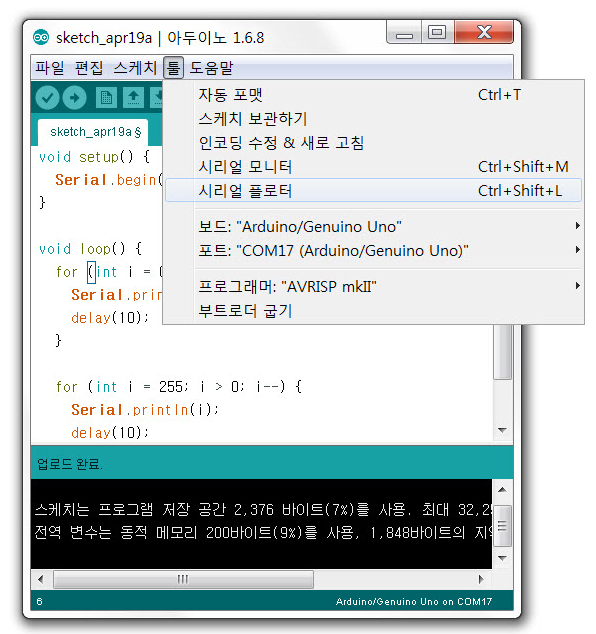 sketch_apr19a | 아두이노 1.6.8
파일 편집 스케치 툴 도움말
자동 포맷 Ctrl+T
스케치 보관하기
인코딩 수정 & 새로 고침
시리얼 모니터 Ctrl+Shift+M
시리얼 플로터 Ctrl+Shift+L
보드: "Arduino/Genuino Uno"
포트: "COM17 (Arduino/Genuino Uno)"
프로그래머: "AVRISP mkII"
부트로더 굽기
sketch_apr19a §
void setup() {
Serial.begin(
}
void loop() {
for (int i = 0
Serial.prin
delay(10);
}
for (int i = 255; i > 0; i--) {
Serial.println(i);
delay(10);
업로드 완료.
스케치는 프로그램 저장 공간 2,376 바이트(7%)를 사용. 최대 32,25
전역 변수는 동적 메모리 200바이트(9%)를 사용, 1,848바이트의 지역
6 Arduino/Genuino Uno on COM17